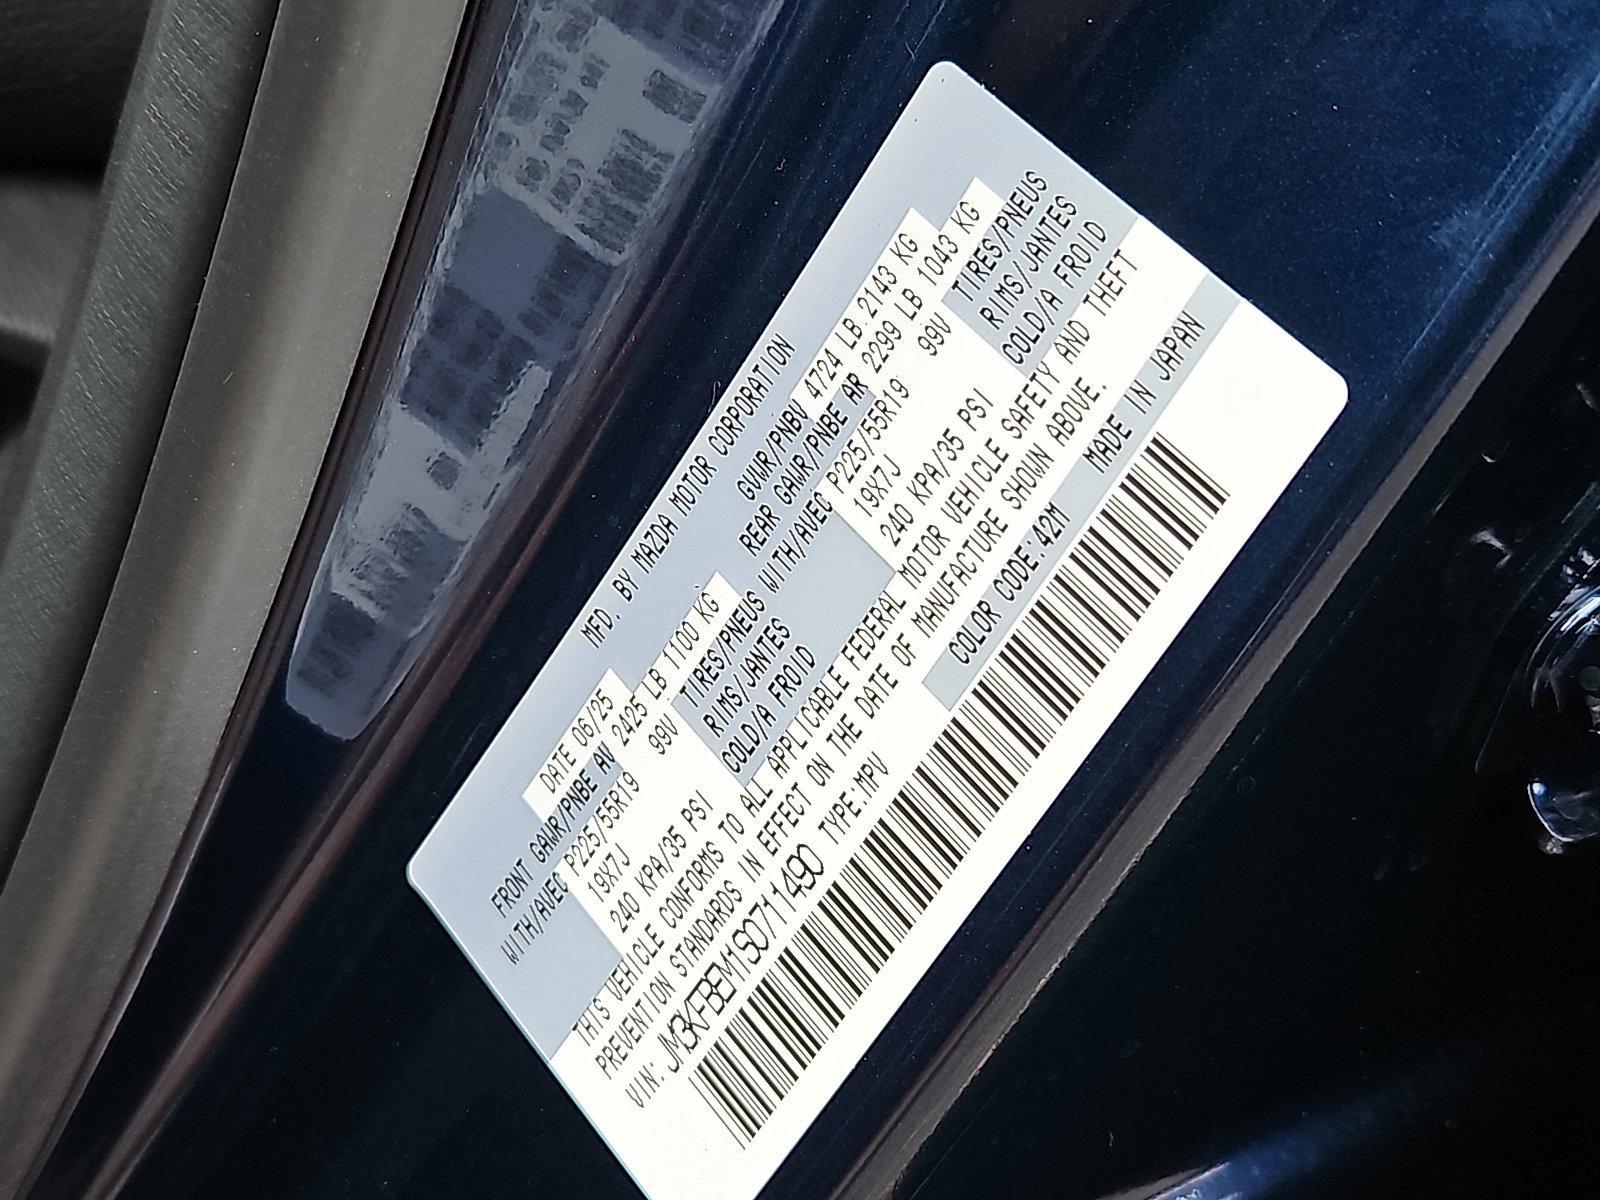 MFD. BY MAZDA MOTOR CORPORATION
DATE 06/25 GVWR/PNBV 4724 LB 2143 KG
FRONT GAWR/PNBE AV 2425 LB 1100 KG REAR GAWR/PNBE AR 2299 LB 1043 KG
WITH/AVEC P225/55R19 99V TIRES/PNEUS WITH/AVEC P225/55R19 99V TIRES/PNEUS
19X7J RIMS/JANTES 19X7J RIMS/JANTES
240 KPA/35 PSI COLD/A FROID 240 KPA/35 PSI COLD/A FROID
THIS VEHICLE CONFORMS TO ALL APPLICABLE FEDERAL MOTOR VEHICLE SAFETY AND THEFT
PREVENTION STANDARDS IN EFFECT ON THE DATE OF MANUFACTURE SHOWN ABOVE.
VIN: JM3KFBEM1S0711490 TYPE:MPV COLOR CODE:42M MADE IN JAPAN